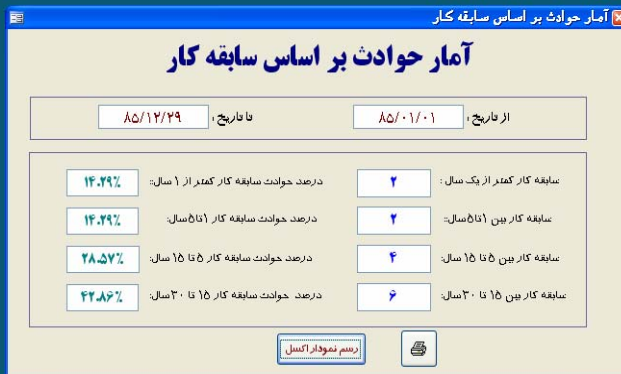 آمار حوادث بر اساس سابقه کار
آمار حوادث بر اساس سابقه کار
از تاریخ : ۸۵/۰۱/۰۱ تا تاریخ : ۸۵/۱۲/۲۹
سابقه کار کمتر از یک سال : ۲ درصد حوادث سابقه کار کمتر از ۱ سال: ۱۴.۲۹٪
سابقه کار بین ۱تا۵سال: ۲ درصد حوادث سابقه کار ۱تا۵سال: ۱۴.۲۹٪
سابقه کار بین ۵ تا ۱۵ سال: ۴ درصد حوادث سابقه کار ۵ تا ۱۵ سال: ۲۸.۵۷٪
سابقه کار بین ۱۵ تا ۳۰سال: ۶ درصد حوادث سابقه کار ۱۵ تا ۳۰سال: ۴۲.۸۶٪
رسم نمودار اکسل